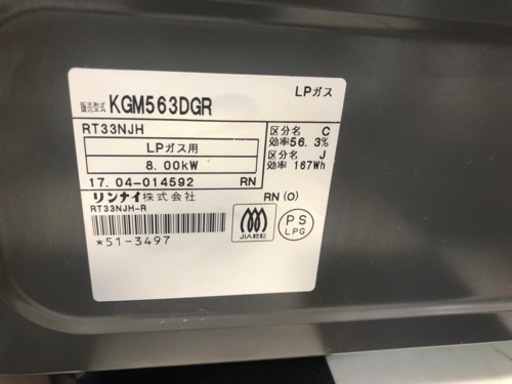 LPガス
販売型式 KGM563DGR
RT33NJH
LPガス用
8.00kW
区分名 C
効率56.3%
区分名 J
効率 167Wh
17.04-014592 RN
リンナイ株式会社
RT33NJH-R
RN(O)
*51-3497
JIA認証
PS
LPG